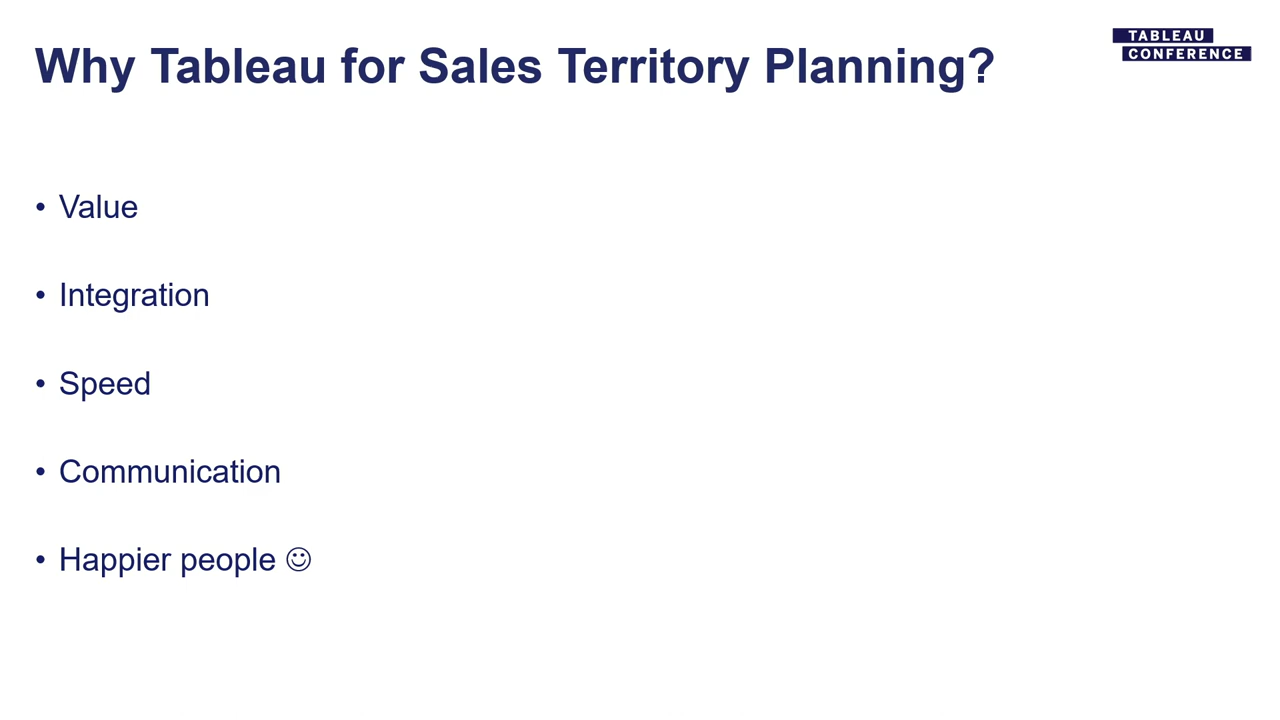 Why Tableau for Sales Territory Planning?
TABLEAU
CONFERENCE
• Value
• Integration
• Speed
• Communication
• Happier people ☺